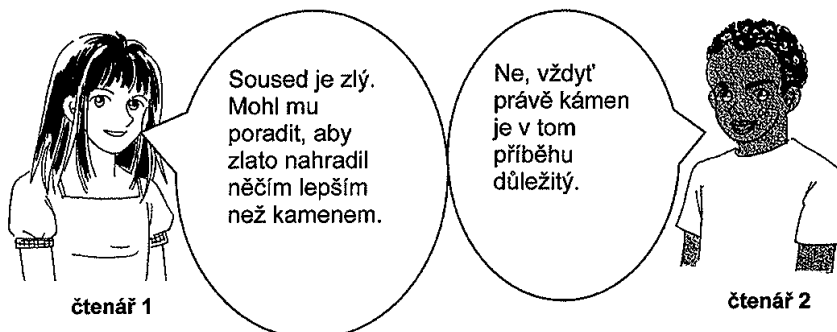 Soused je zlý.
Mohl mu
poradit, aby
zlato nahradil
něčím lepším
než kamenem.
čtenář 1
Ne, vždyť
právě kámen
je v tom
příběhu
důležitý.
čtenář 2